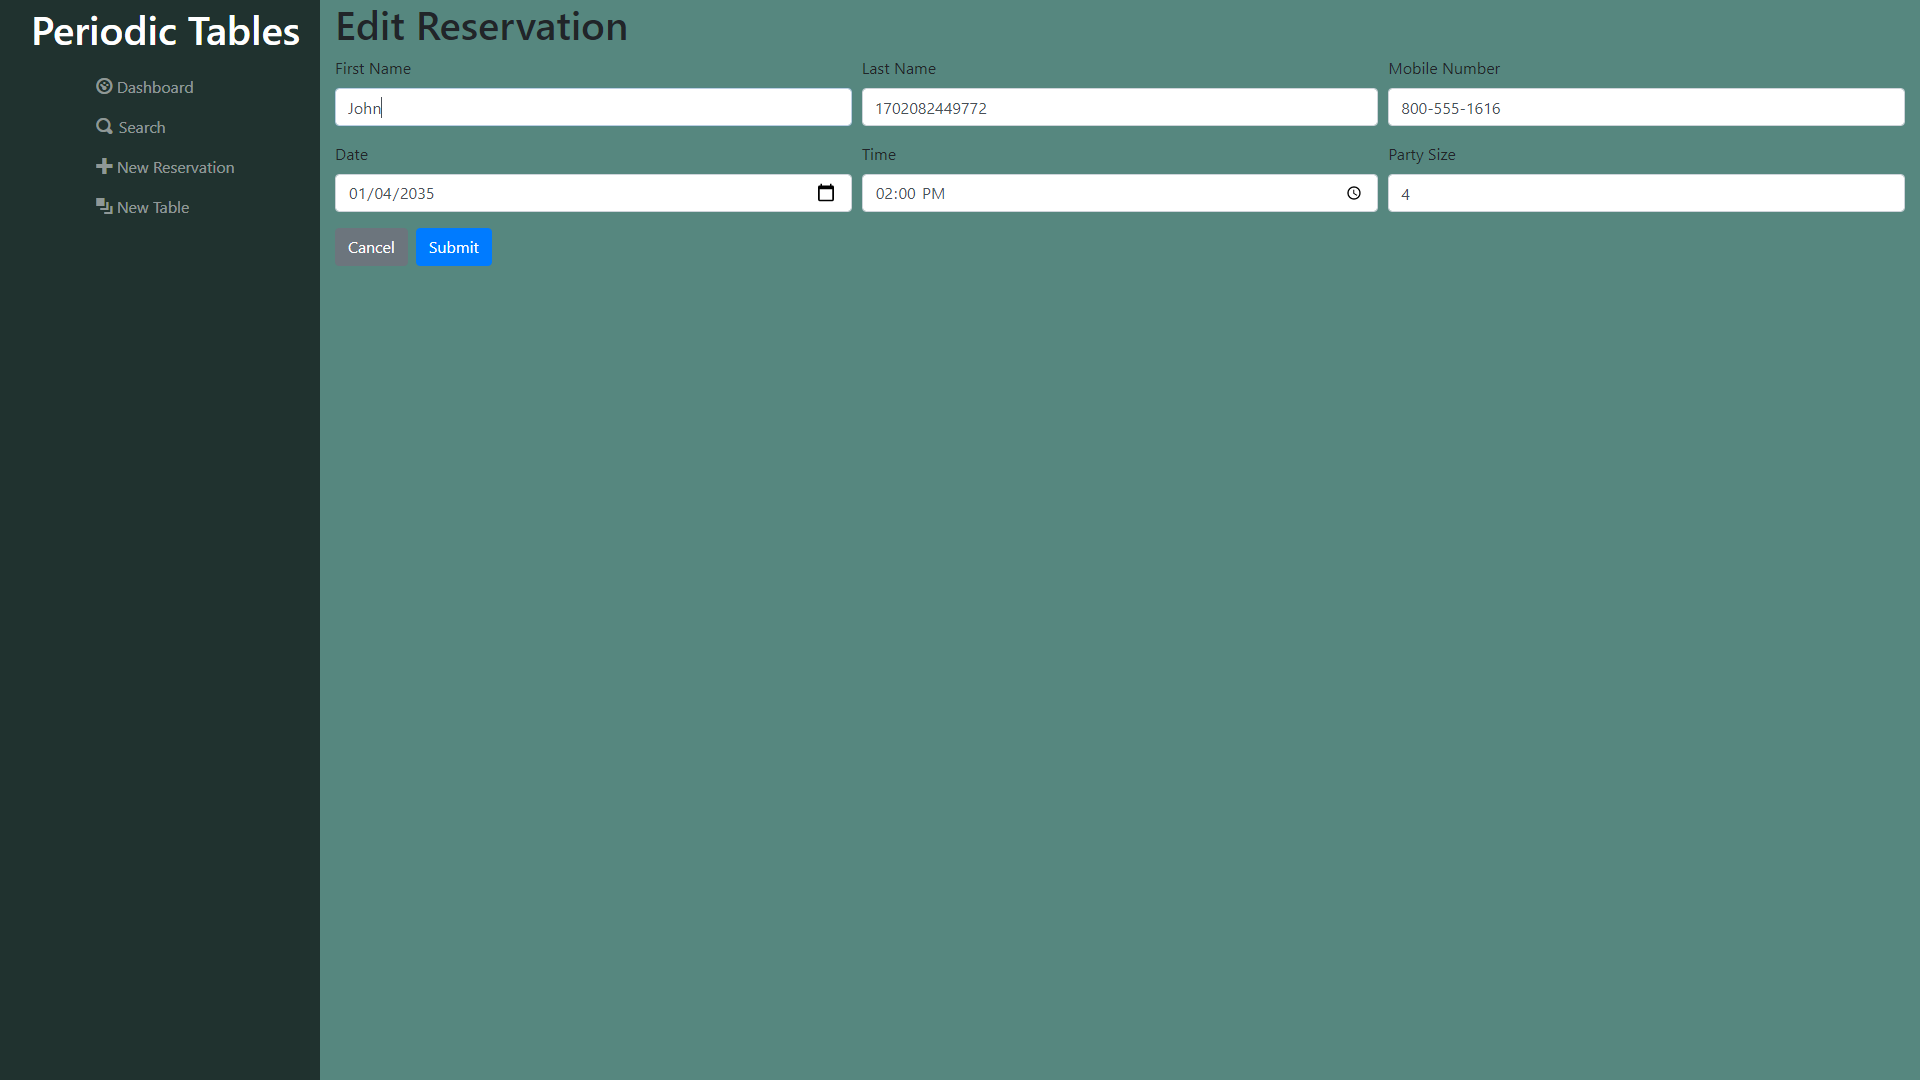 Periodic Tables
Dashboard
Search
New Reservation
New Table
Edit Reservation
First Name
Last Name
Mobile Number
John
1702082449772
800-555-1616
Date
Time
Party Size
01/04/2035
02:00 PM
4
Cancel
Submit